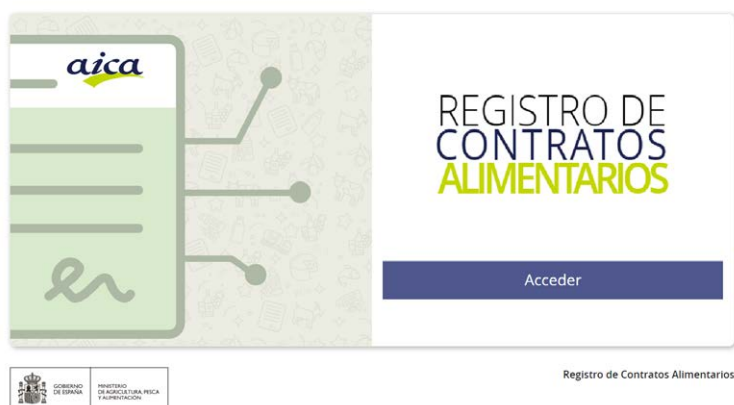 aica
REGISTRO DE
CONTRATOS
ALIMENTARIOS
Acceder
GOBIERNO
DE ESPAÑA
MINISTERIO
DE AGRICULTURA, PESCA
Y ALIMENTACIÓN
Registro de Contratos Alimentarios